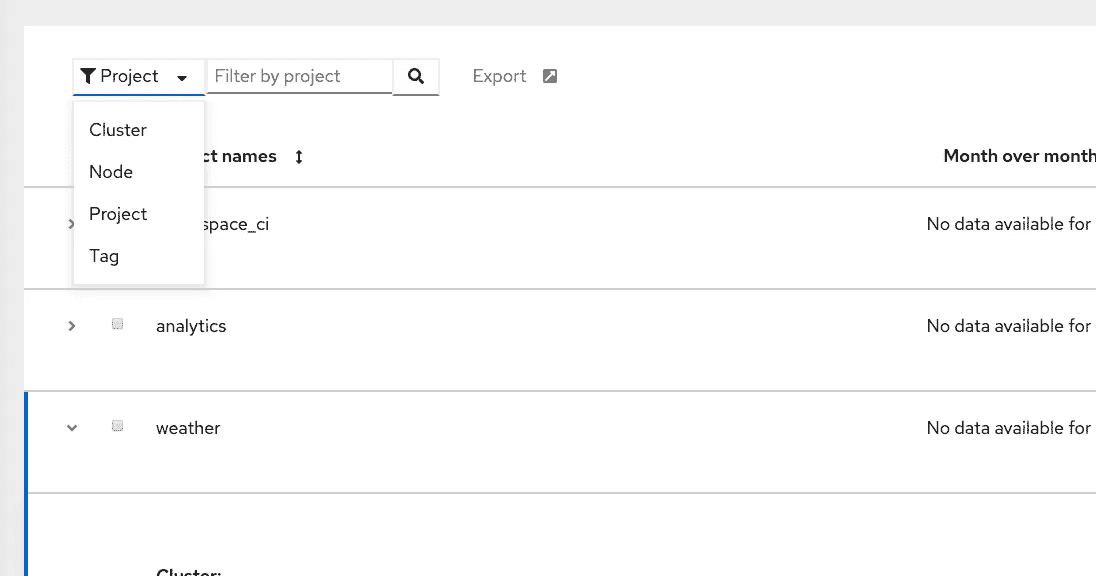 Project
Filter by project
Export
Cluster
Node
Project
Tag
ct names
Month over month
space_ci
No data available for
analytics
No data available for
weather
No data available for
Cluster: